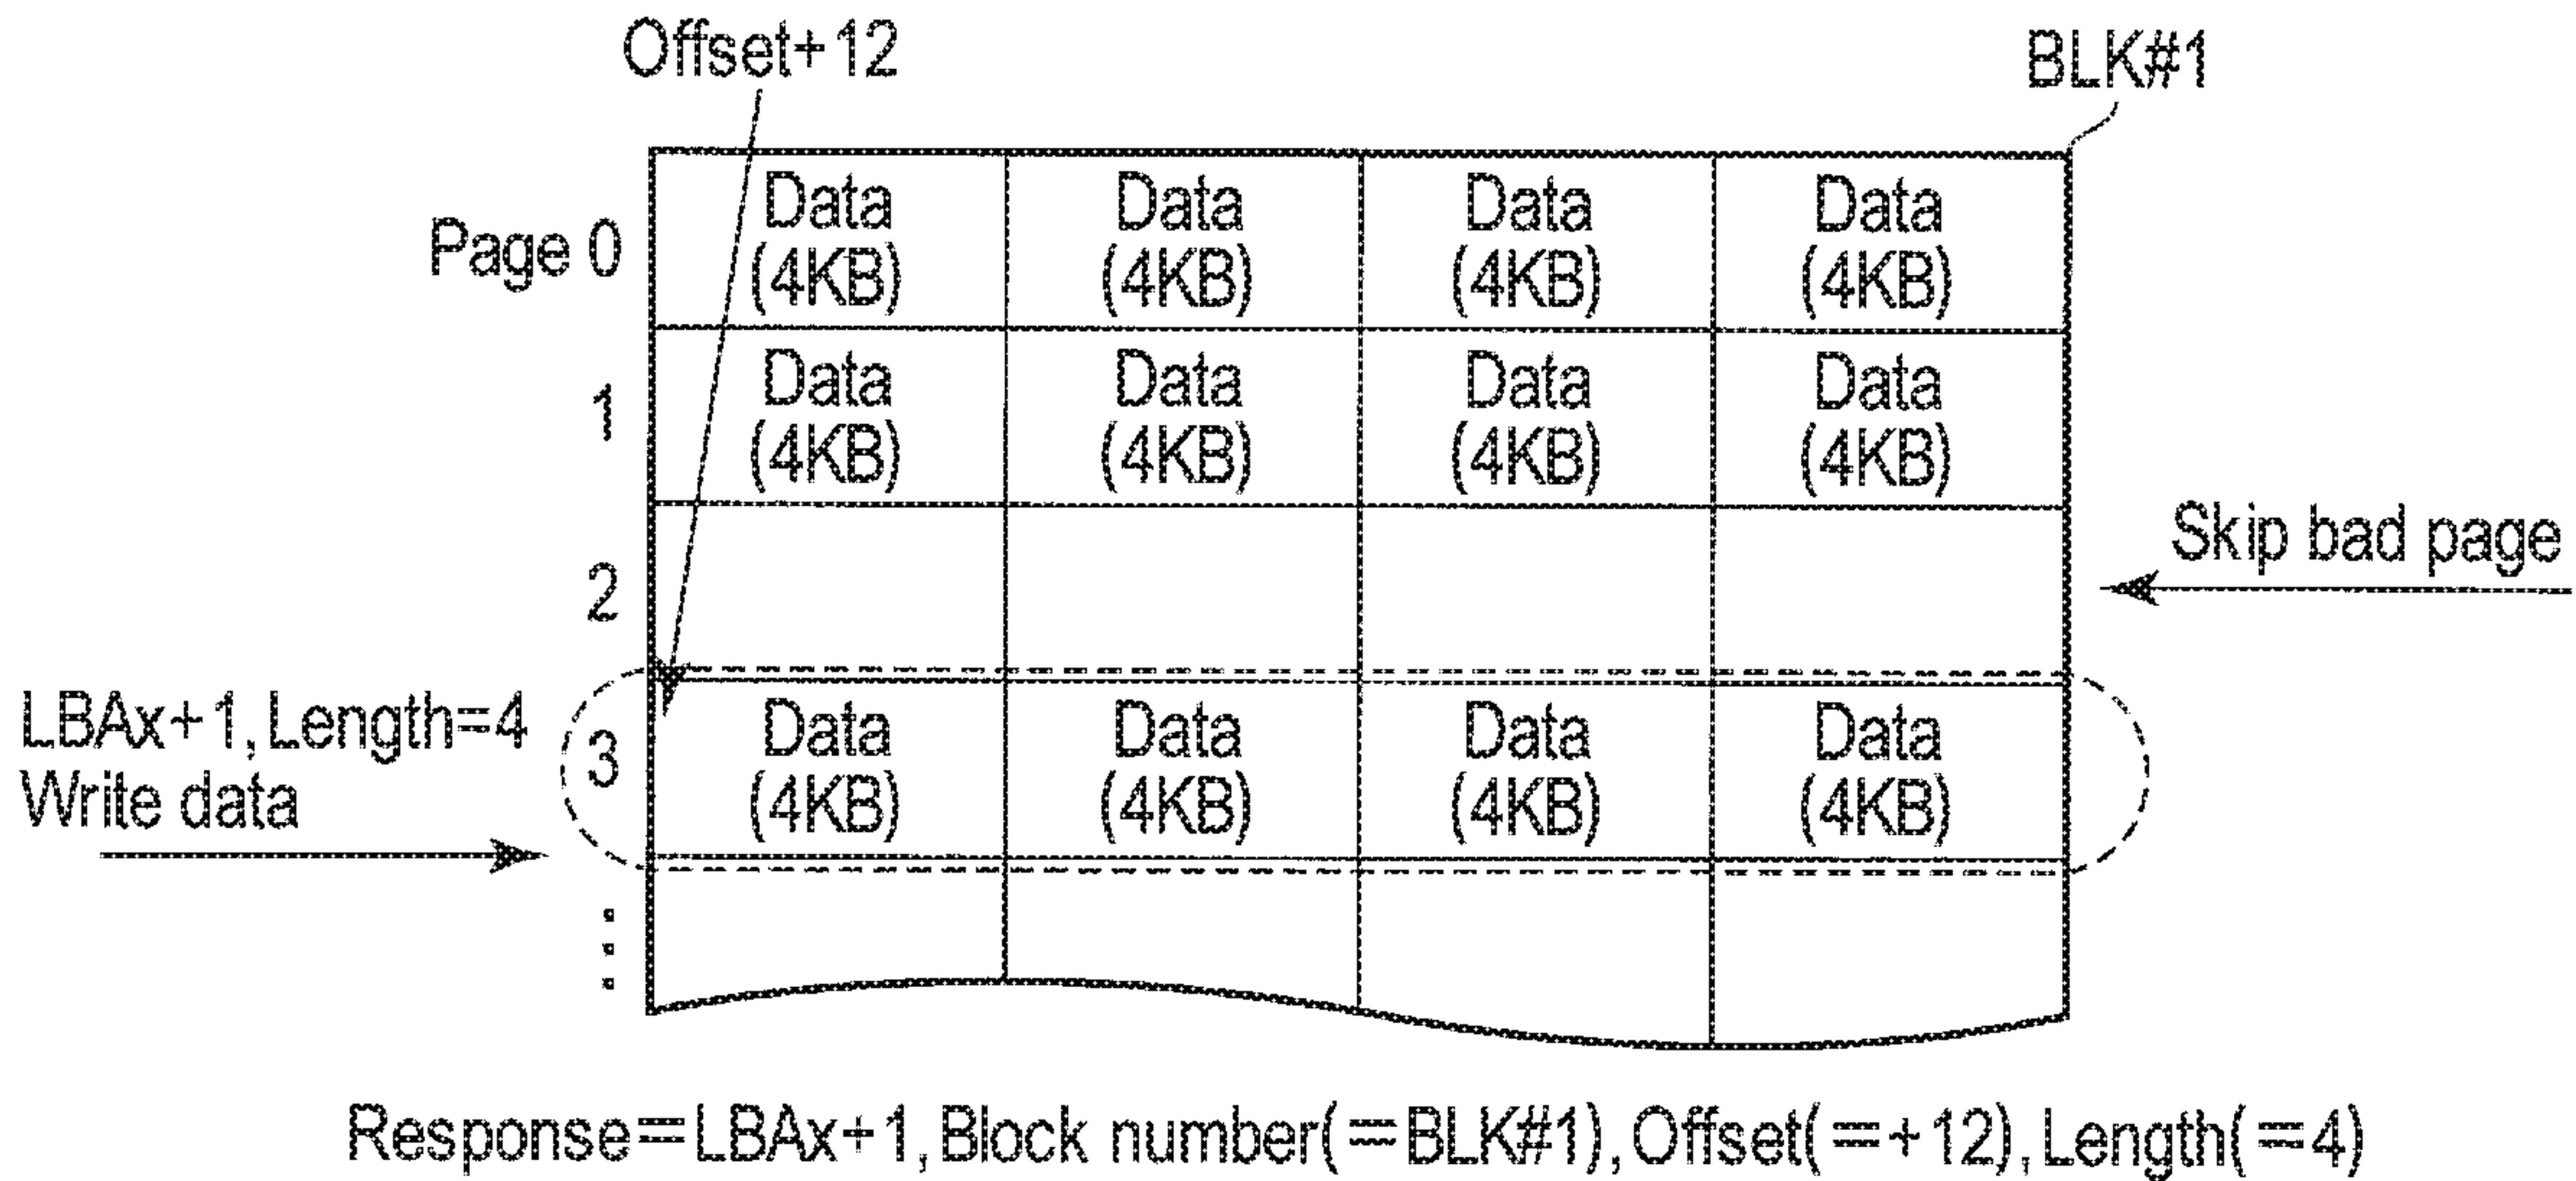 Offset+12
BLK#1
Page 0
Data Data Data Data
(4KB) (4KB) (4KB) (4KB)
1
Data Data Data Data
(4KB) (4KB) (4KB) (4KB)
2
Skip bad page
LBAx+1,Length=4
Write data
3
Data Data Data Data
(4KB) (4KB) (4KB) (4KB)
Response=LBAx+1,Block number(=BLK#1),Offset(=+12),Length(=4)